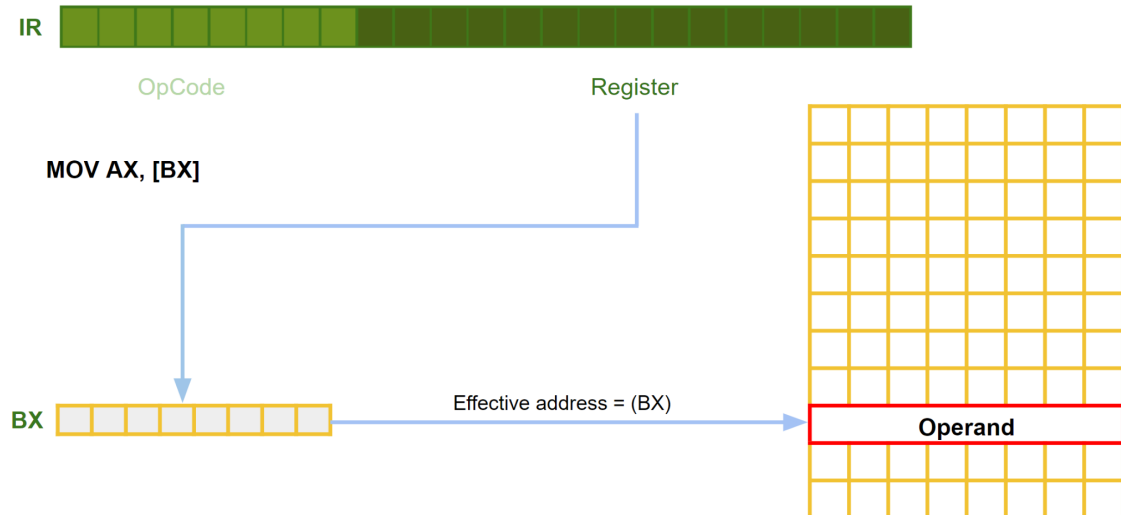 IR
OpCode
Register
MOV AX, [BX]
BX
Effective address = (BX)
Operand